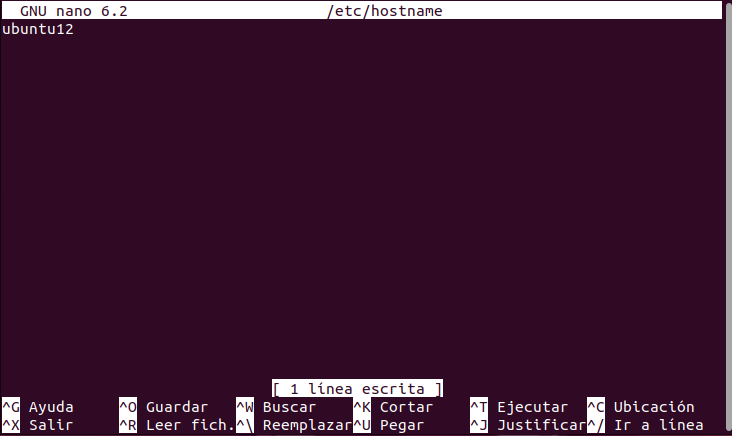 GNU nano 6.2 /etc/hostname
ubuntu12
[ 1 línea escrita ]
^G Ayuda ^O Guardar ^W Buscar ^K Cortar ^T Ejecutar ^C Ubicación
^X Salir ^R Leer fich. ^\ Reemplazar ^U Pegar ^J Justificar ^/ Ir a línea